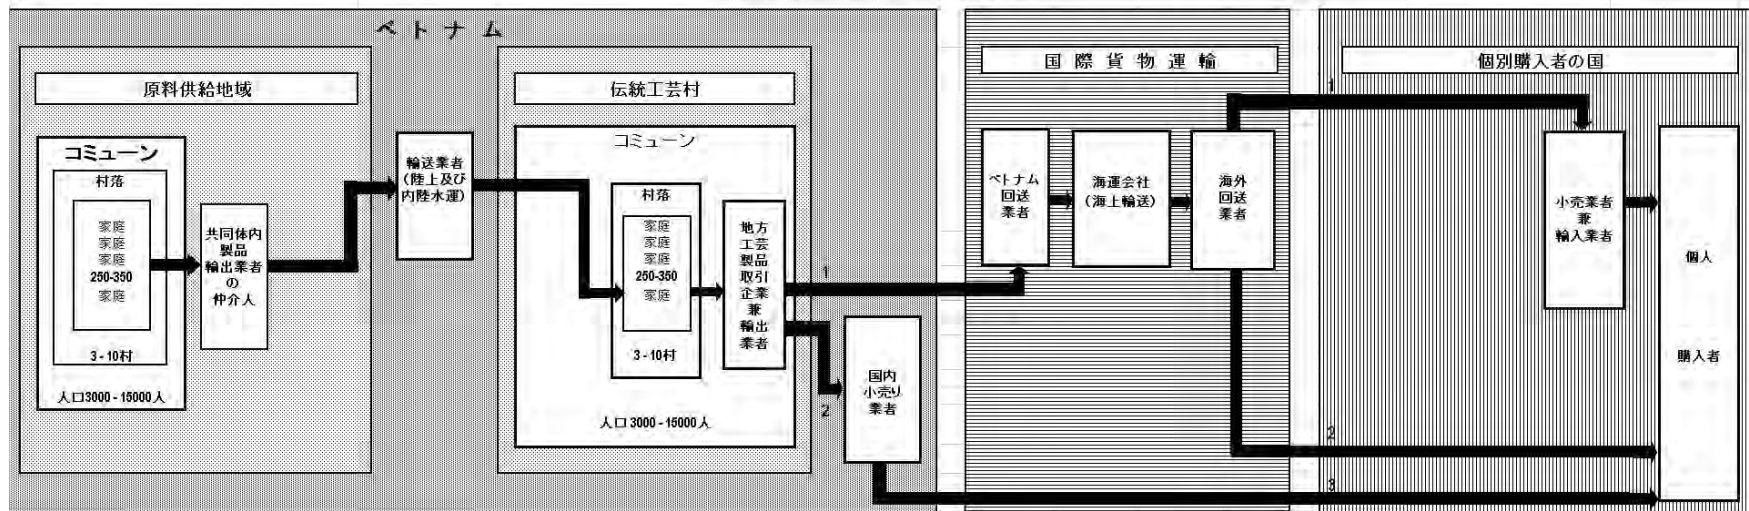 ベトナム
原料供給地域
コミューン
村落
家庭
家庭
家庭
250-350
家庭
3 - 10村
人口3000 - 15000人
共同体内
製品
輸出業者
の
仲介人
輸送業者
(陸上及び
内陸水運)
伝統工芸村
コミューン
村落
家庭
家庭
家庭
250-350
家庭
3 - 10村
人口 3000 - 15000人
地方
工芸
製品
取引
企業
兼
輸出
業者
1
2
国内
小売り
業者
国際貨物運輸
ベトナム
回送
業者
海運会社
(海上輸送)
海外
回送
業者
個別購入者の国
1
小売業者
兼
輸入業者
2
3
個人
購入者